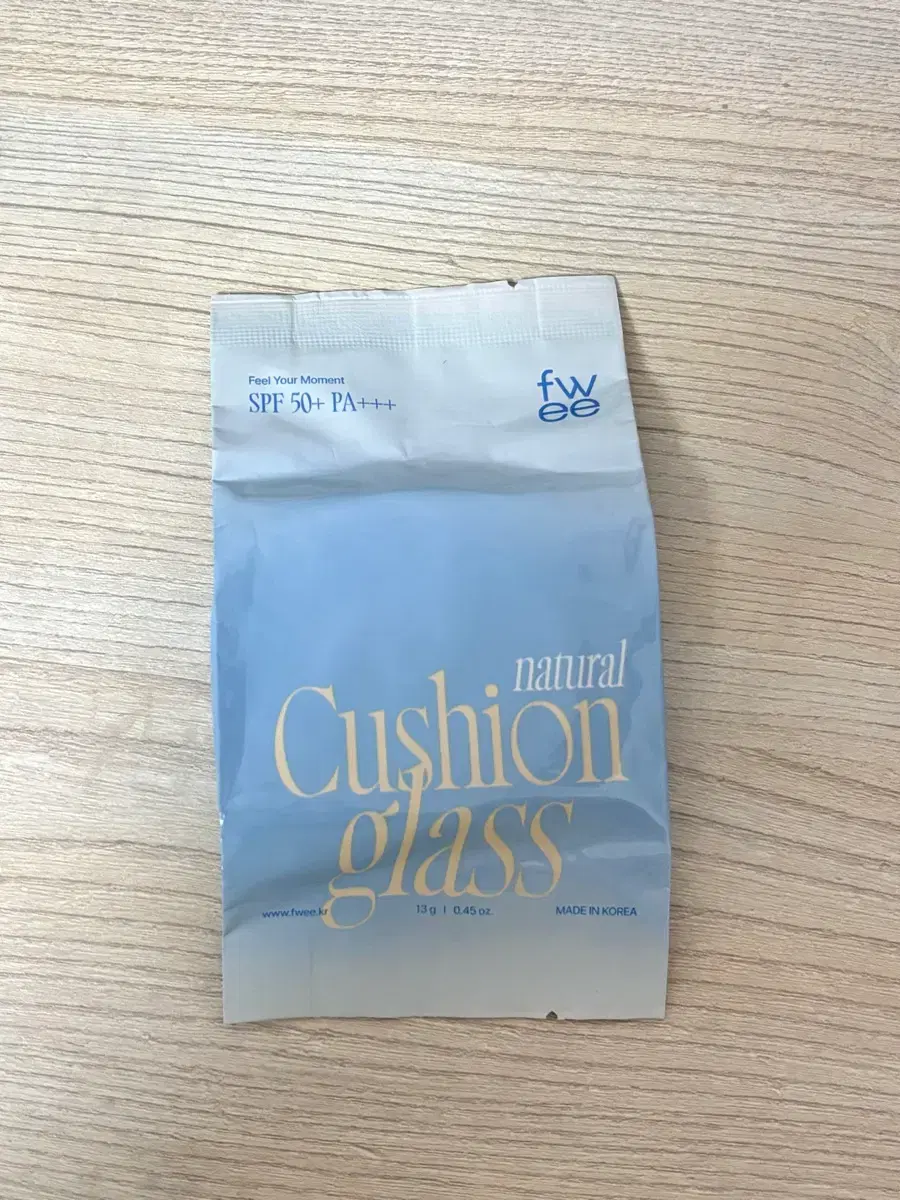 Feel Your Moment
SPF 50+ PA+++
fw
ee
natural
Cushion
glass
www.fwee.kr
13 g | 0.45 oz.
MADE IN KOREA